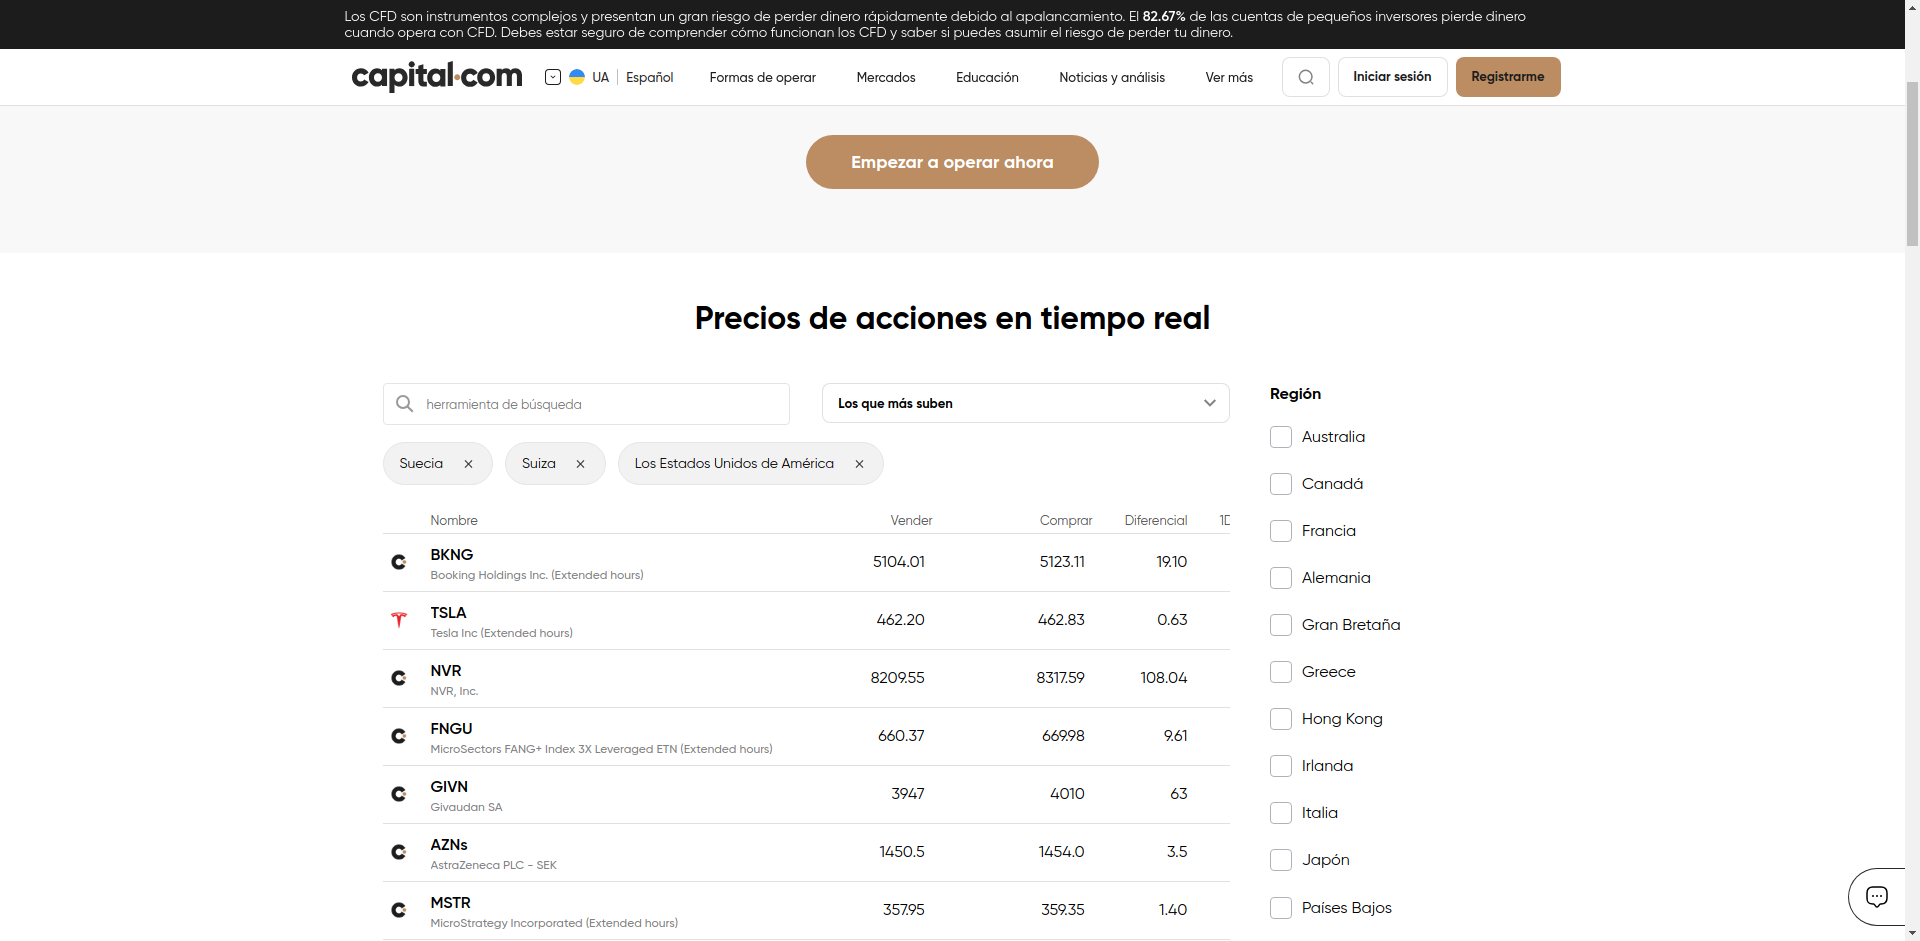 Los CFD son instrumentos complejos y presentan un gran riesgo de perder dinero rápidamente debido al apalancamiento. El 82.67% de las cuentas de pequeños inversores pierde dinero
cuando opera con CFD. Debes estar seguro de comprender cómo funcionan los CFD y saber si puedes asumir el riesgo de perder tu dinero.
capital.com UA Español Formas de operar Mercados Educación Noticias y análisis Ver más Iniciar sesión Registrarme
Empezar a operar ahora
Precios de acciones en tiempo real
herramienta de búsqueda
Los que más suben
Suecia × Suiza × Los Estados Unidos de América ×
Nombre Vender Comprar Diferencial
BKNG 5104.01 5123.11 19.10
Booking Holdings Inc. (Extended hours)
TSLA 462.20 462.83 0.63
Tesla Inc (Extended hours)
NVR 8209.55 8317.59 108.04
NVR, Inc.
FNGU 660.37 669.98 9.61
MicroSectors FANG+ Index 3X Leveraged ETN (Extended hours)
GIVN 3947 4010 63
Givaudan SA
AZNs 1450.5 1454.0 3.5
AstraZeneca PLC - SEK
MSTR 357.95 359.35 1.40
MicroStrategy Incorporated (Extended hours)
Región
Australia
Canadá
Francia
Alemania
Gran Bretaña
Greece
Hong Kong
Irlanda
Italia
Japón
Países Bajos